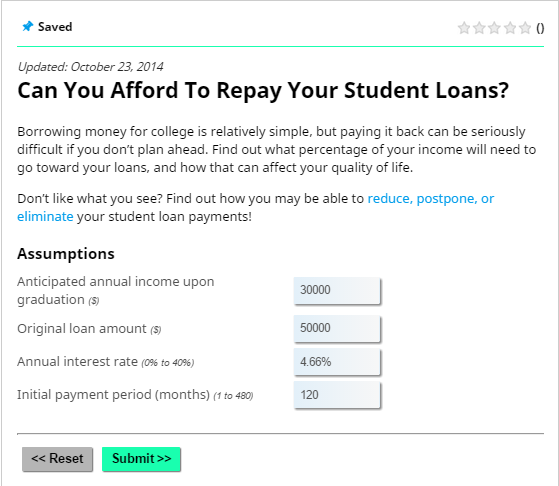 Saved
()
Updated: October 23, 2014
Can You Afford To Repay Your Student Loans?
Borrowing money for college is relatively simple, but paying it back can be seriously
difficult if you don't plan ahead. Find out what percentage of your income will need to
go toward your loans, and how that can affect your quality of life.
Don't like what you see? Find out how you may be able to reduce, postpone, or
eliminate your student loan payments!
Assumptions
Anticipated annual income upon
graduation ($)
30000
Original loan amount ($)
50000
Annual interest rate (0% to 40%)
4.66%
Initial payment period (months) (1 to 480)
120
<< Reset
Submit >>